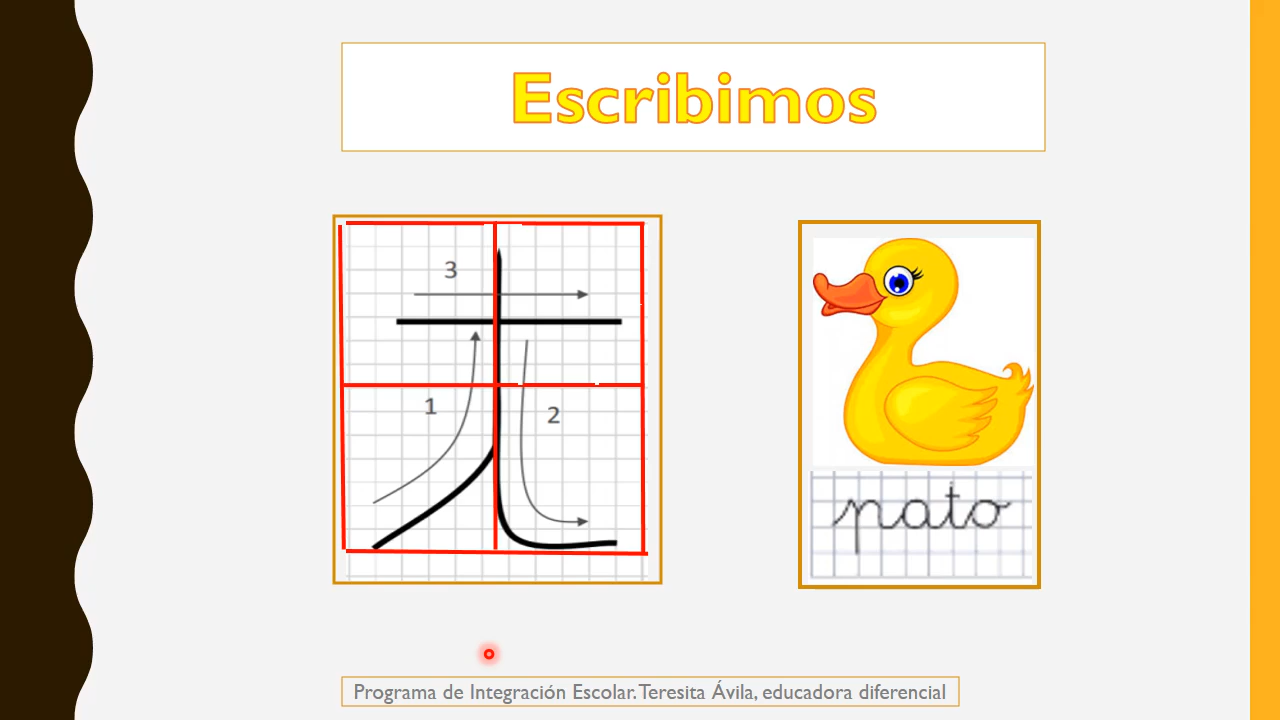 Escribimos
3
1
2
pato
Programa de Integración Escolar. Teresita Ávila, educadora diferencial